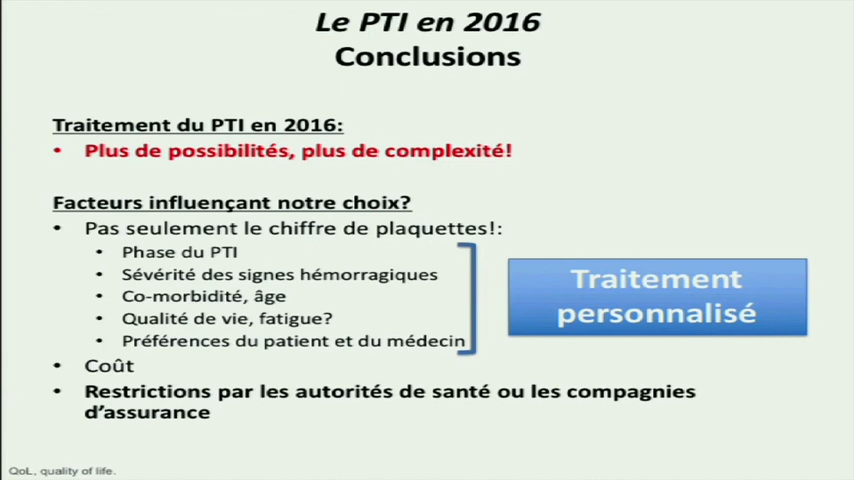 Le PTI en 2016
Conclusions
Traitement du PTI en 2016:
• Plus de possibilités, plus de complexité!
Facteurs influençant notre choix?
• Pas seulement le chiffre de plaquettes!:
• Phase du PTI
• Sévérité des signes hémorragiques
• Co-morbidité, âge
• Qualité de vie, fatigue?
• Préférences du patient et du médecin
Traitement
personnalisé
• Coût
• Restrictions par les autorités de santé ou les compagnies
d'assurance
QoL, quality of life.